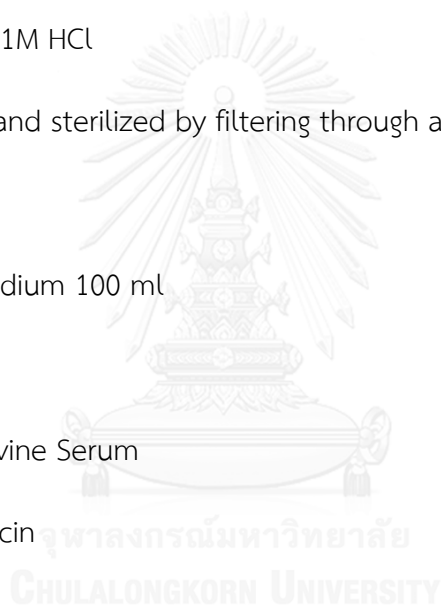 1M HCl
and sterilized by filtering through a
dium 100 ml
vine Serum
cin
จุฬาลงกรณ์มหาวิทยาลัย
CHULALONGKORN UNIVERSITY